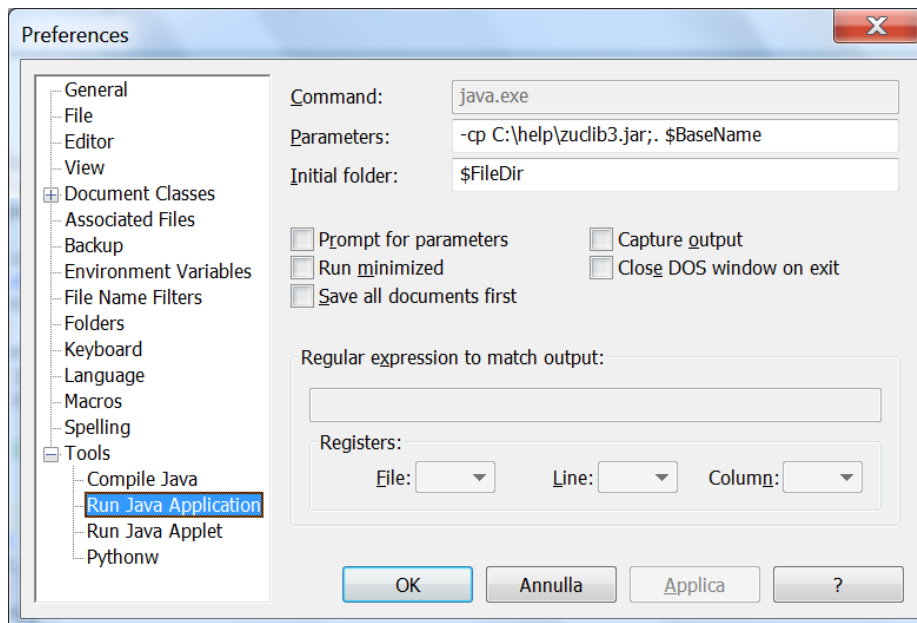 Preferences
General
File
Editor
View
Document Classes
Associated Files
Backup
Environment Variables
File Name Filters
Folders
Keyboard
Language
Macros
Spelling
Tools
Compile Java
Run Java Application
Run Java Applet
Pythonw
Command: java.exe
Parameters: -cp C:\help\zuclib3.jar;. $BaseName
Initial folder: $FileDir
Prompt for parameters Capture output
Run minimized Close DOS window on exit
Save all documents first
Regular expression to match output:
Registers:
File: Line: Column:
OK Annulla Applica ?